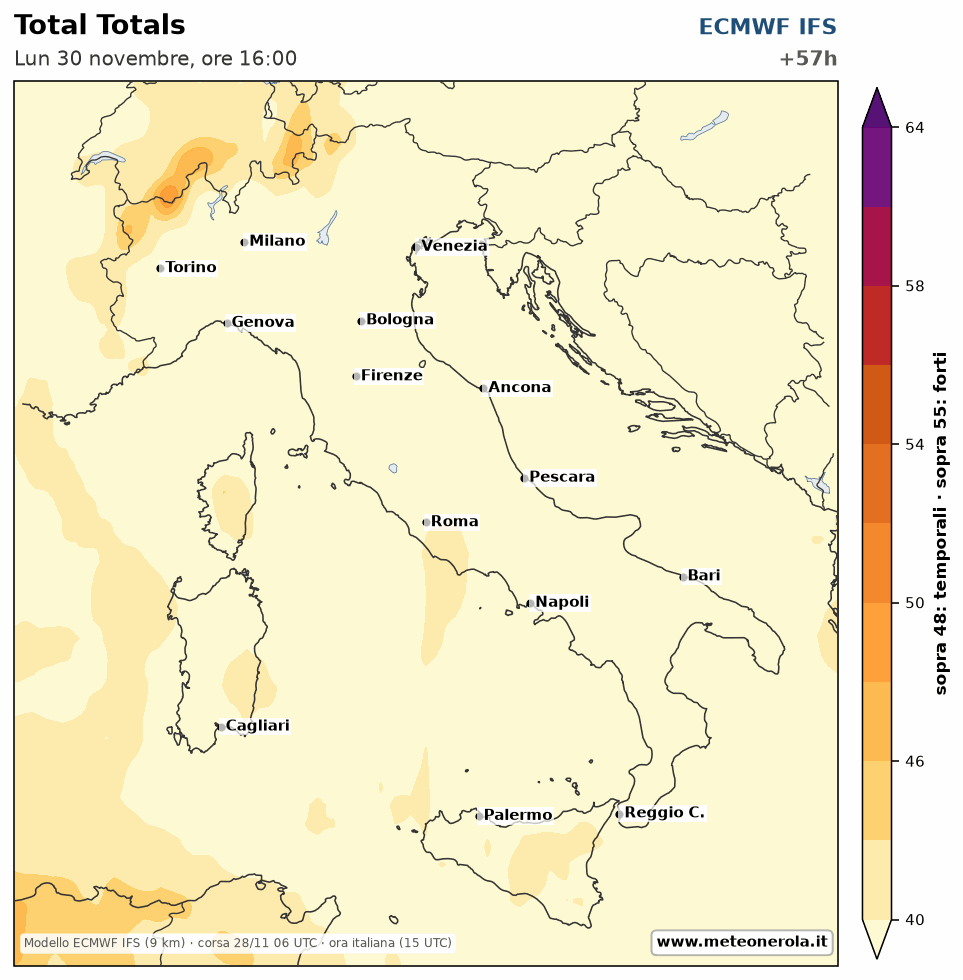 Total Totals
ECMWF IFS
Lun 30 novembre, ore 16:00
+57h
Milano
Venezia
Torino
Genova
Bologna
Firenze
Ancona
Pescara
Roma
Bari
Napoli
Cagliari
Palermo
Reggio C.
64
58
54
50
46
40
sopra 48: temporali · sopra 55: forti
Modello ECMWF IFS (9 km) · corsa 28/11 06 UTC · ora italiana (15 UTC)
www.meteonerola.it